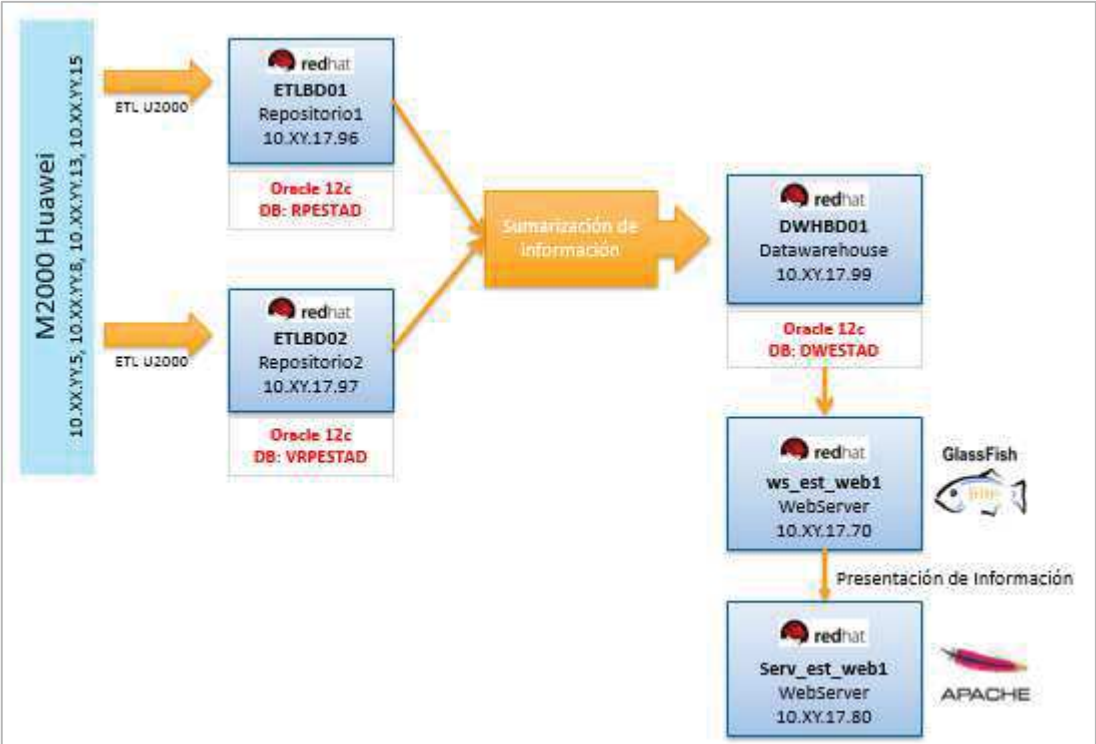 M2000 Huawei
10.XX.YY.5, 10.XX.YY.8, 10.XX.YY.13, 10.XX.YY.15
ETL U2000
redhat
ETLBD01
Repositorio1
10.XY.17.96
Oracle 12c
DB: RPESTAD
ETL U2000
redhat
ETLBD02
Repositorio2
10.XY.17.97
Oracle 12c
DB: VRPESTAD
Sumarización de
información
redhat
DWHBD01
Datawarehouse
10.XY.17.99
Oracle 12c
DB: DWESTAD
redhat
ws_est_web1
WebServer
10.XY.17.70
GlassFish
Presentación de Información
redhat
Serv_est_web1
WebServer
10.XY.17.80
APACHE